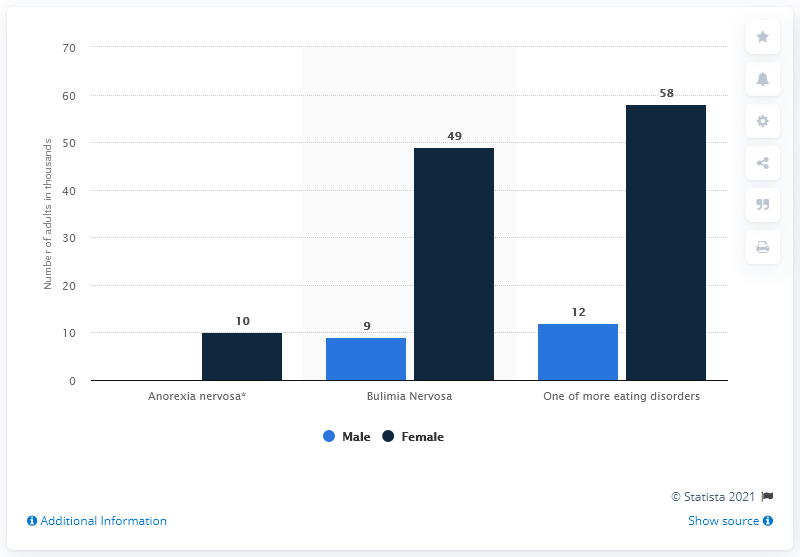 70
60
50
40
30
20
10
0
Number of adults in thousands
10
9
49
12
58
Anorexia nervosa*
Bulimia Nervosa
One of more eating disorders
Male
Female
© Statista 2021
Additional Information
Show source